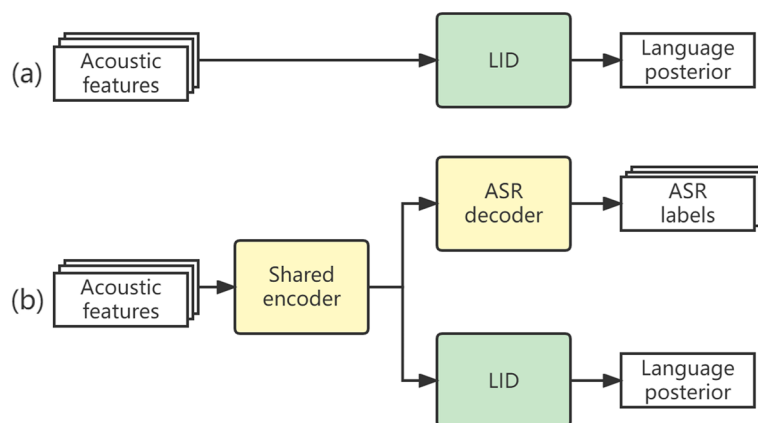 (a)
Acoustic
features
LID
Language
posterior
ASR
decoder
ASR
labels
(b)
Acoustic
features
Shared
encoder
LID
Language
posterior